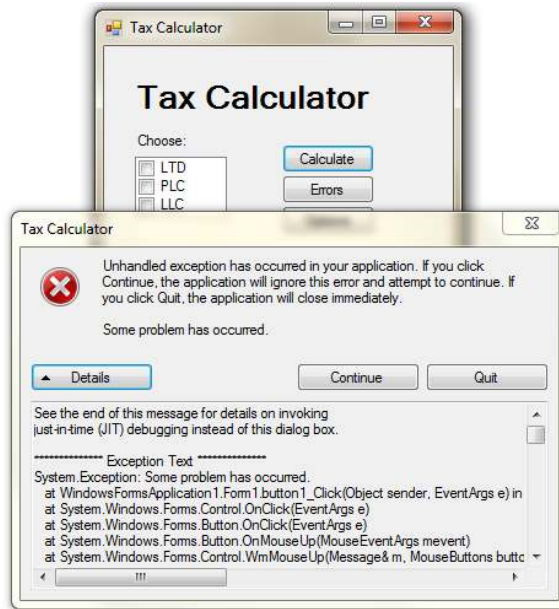 Tax Calculator
Tax Calculator
Choose:
LTD
PLC
LLC
Calculate
Errors
Tax Calculator
Unhandled exception has occurred in your application. If you click
Continue, the application will ignore this error and attempt to continue. If
you click Quit, the application will close immediately.
Some problem has occurred.
Details
Continue
Quit
See the end of this message for details on invoking
just-in-time (JIT) debugging instead of this dialog box.
************** Exception Text **************
System.Exception: Some problem has occurred.
at WindowsFormsApplication1.Form1.button1_Click(Object sender, EventArgs e) in
at System.Windows.Forms.Control.OnClick(EventArgs e)
at System.Windows.Forms.Button.OnClick(EventArgs e)
at System.Windows.Forms.Button.OnMouseUp(MouseEventArgs mevent)
at System.Windows.Forms.Control.WmMouseUp(Message& m, MouseButtons butto